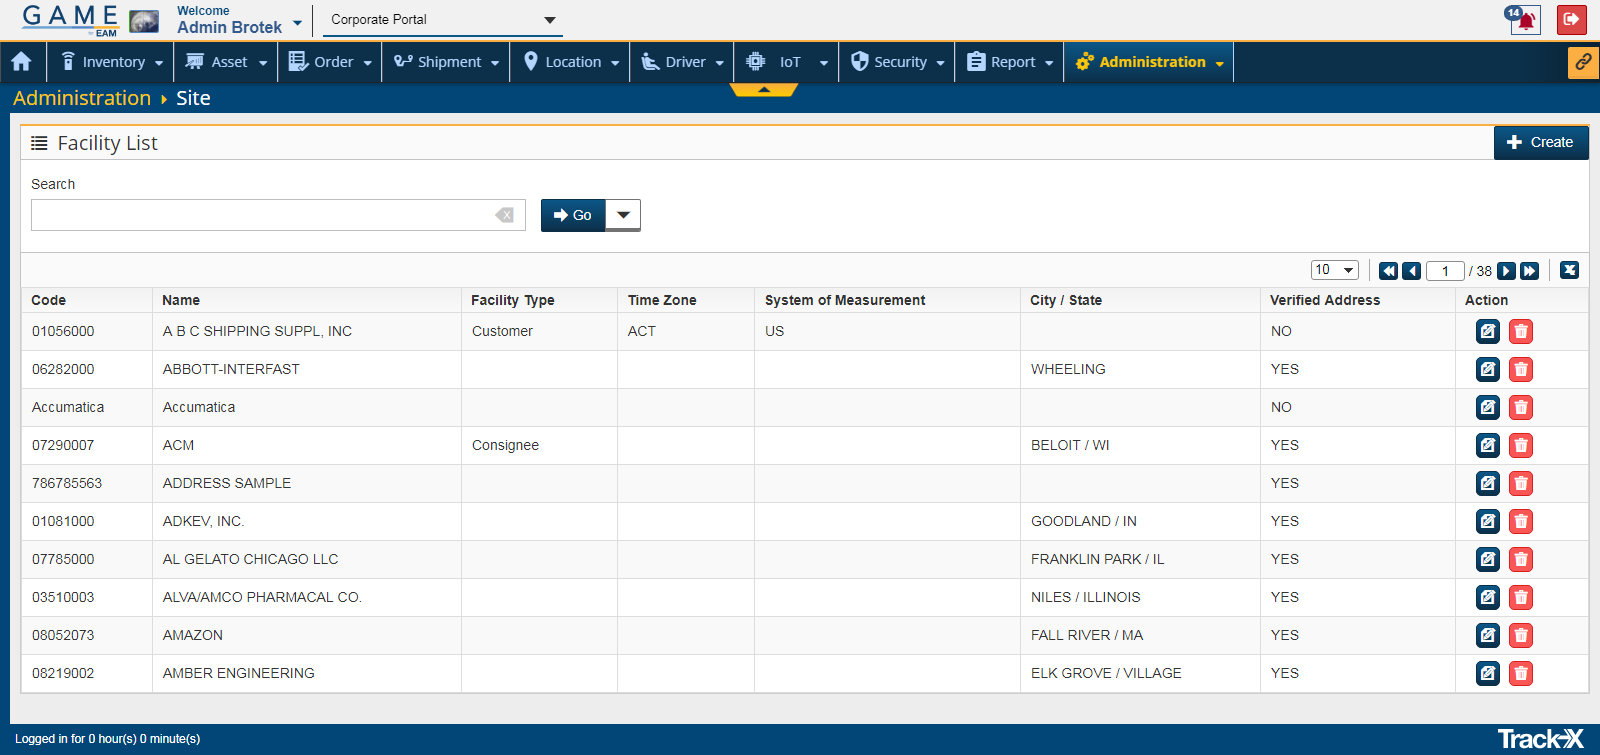 GAME
by EAM
Welcome
Admin Brotek
Corporate Portal
14
Inventory
Asset
Order
Shipment
Location
Driver
IoT
Security
Report
Administration
Administration Site
Facility List
Create
Search
Go
10 1 / 38
Code Name Facility Type Time Zone System of Measurement City / State Verified Address Action
01056000 A B C SHIPPING SUPPL, INC Customer ACT US NO
06282000 ABBOTT-INTERFAST WHEELING YES
Accumatica Accumatica NO
07290007 ACM Consignee BELOIT / WI YES
786785563 ADDRESS SAMPLE YES
01081000 ADKEV, INC. GOODLAND / IN YES
07785000 AL GELATO CHICAGO LLC FRANKLIN PARK / IL YES
03510003 ALVA/AMCO PHARMACAL CO. NILES / ILLINOIS YES
08052073 AMAZON FALL RIVER / MA YES
08219002 AMBER ENGINEERING ELK GROVE / VILLAGE YES
Logged in for 0 hour(s) 0 minute(s)
Track-X